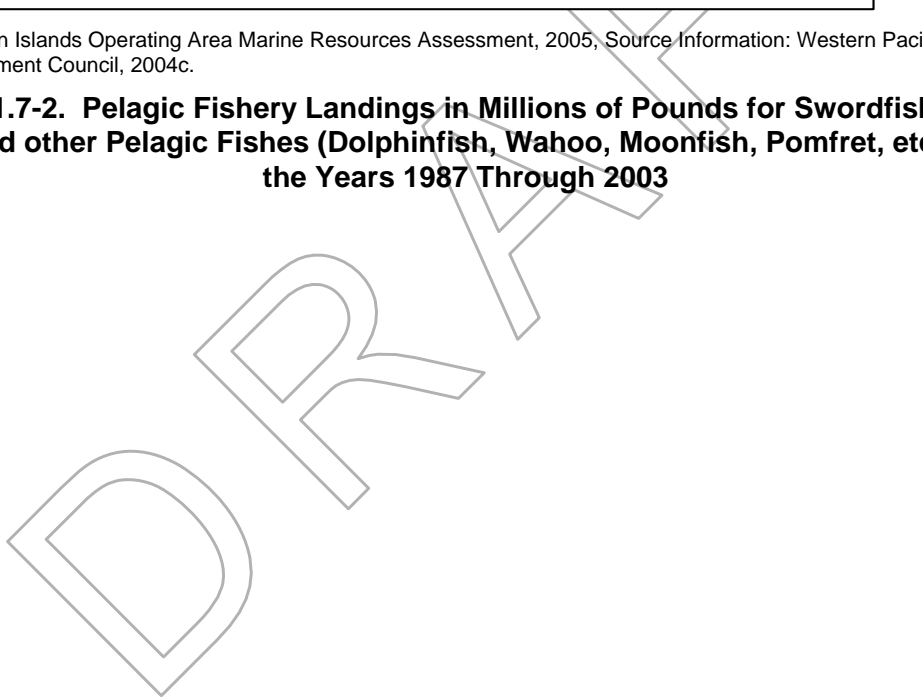 n Islands Operating Area Marine Resources Assessment, 2005, Source Information: Western Paci
ment Council, 2004c.
1.7-2. Pelagic Fishery Landings in Millions of Pounds for Swordfis
d other Pelagic Fishes (Dolphinfish, Wahoo, Moonfish, Pomfret, etc
the Years 1987 Through 2003
DRAF